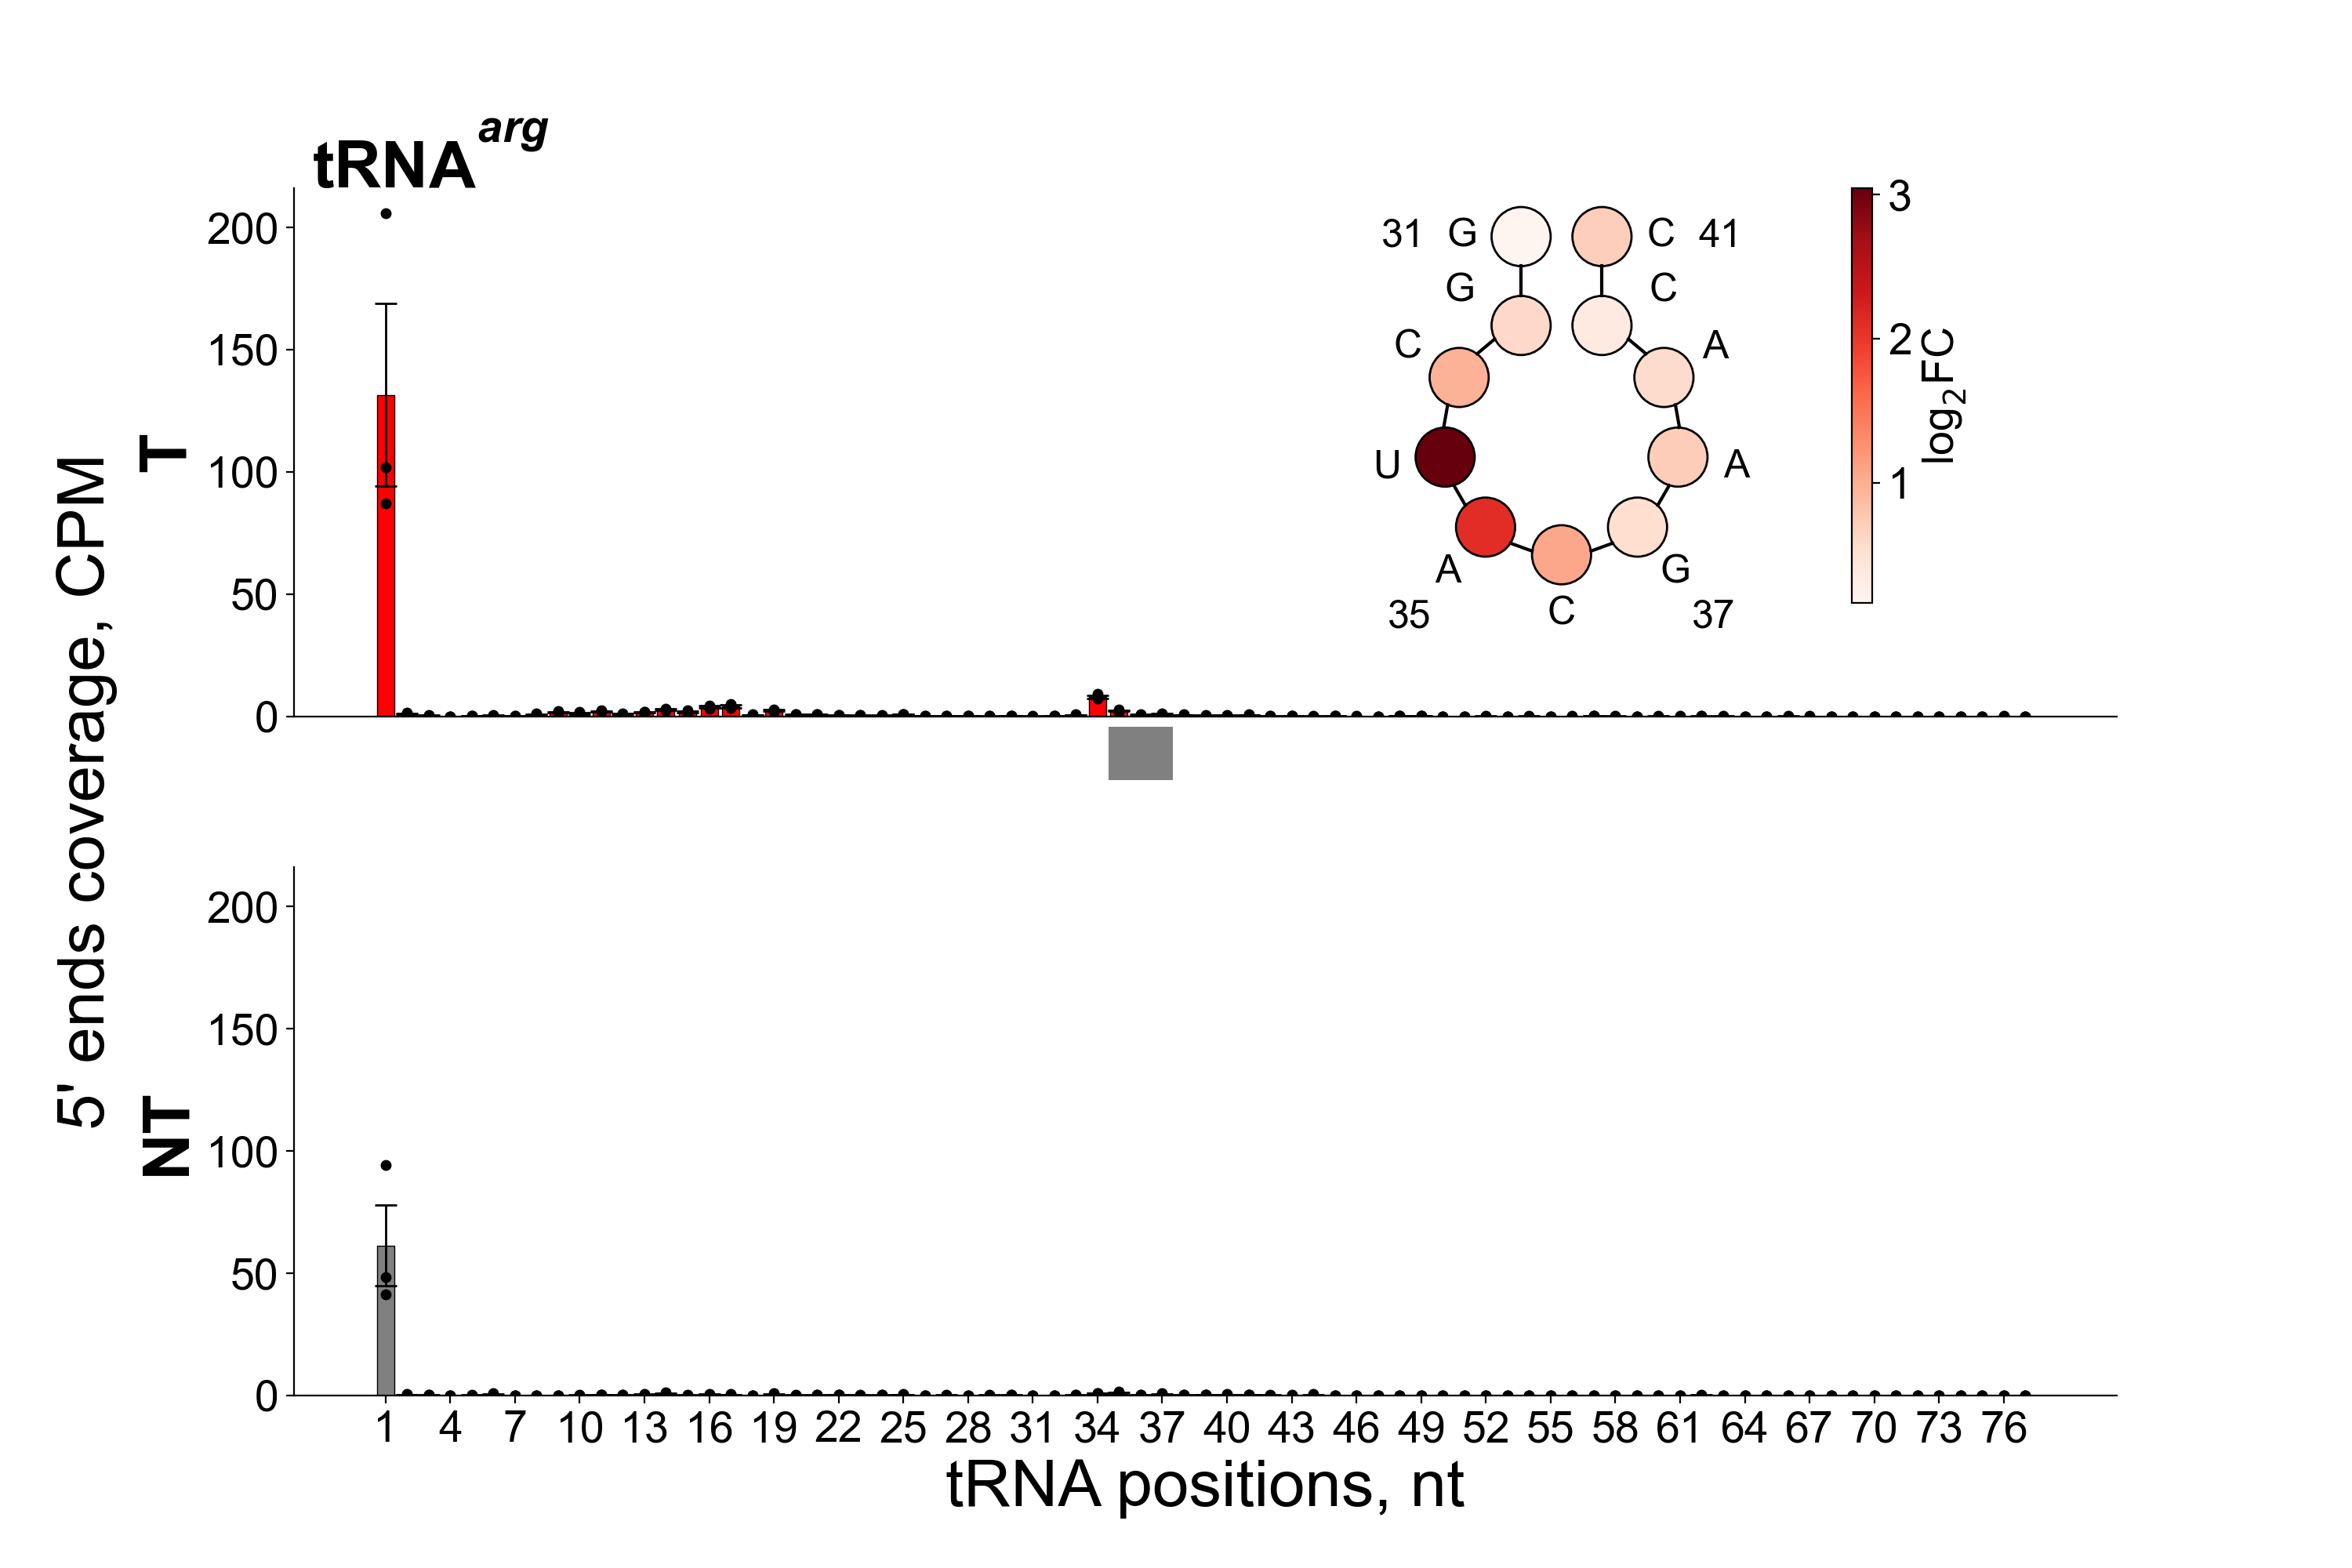 tRNA^arg
5' ends coverage, CPM
T
200
150
100
50
0
31 G C 41
G C
C A
U A
A G
35 C 37
3
2
1
log₂FC
NT
200
150
100
50
0
1 4 7 10 13 16 19 22 25 28 31 34 37 40 43 46 49 52 55 58 61 64 67 70 73 76
tRNA positions, nt